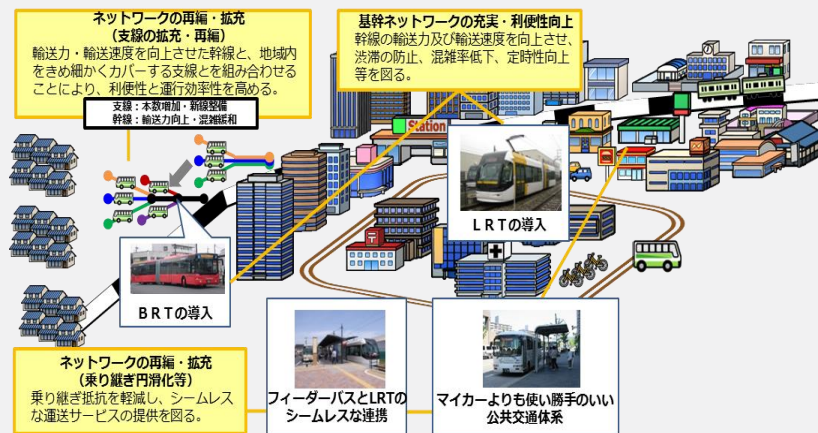 ネットワークの再編・拡充
(支線の拡充・再編)
輸送力・輸送速度を向上させた幹線と、地域内
をきめ細かくカバーする支線とを組み合わせる
ことにより、利便性と運行効率性を高める。
支線:本数増加・新線整備
幹線:輸送力向上・混雑緩和
基幹ネットワークの充実・利便性向上
幹線の輸送力及び輸送速度を向上させ、
渋滞の防止、混雑率低下、定時性向上
等を図る。
Station
LRTの導入
BRTの導入
ネットワークの再編・拡充
(乗り継ぎ円滑化等)
乗り継ぎ抵抗を軽減し、シームレス
な運送サービスの提供を図る。
フィーダーバスとLRTの
シームレスな連携
マイカーよりも使い勝手のいい
公共交通体系